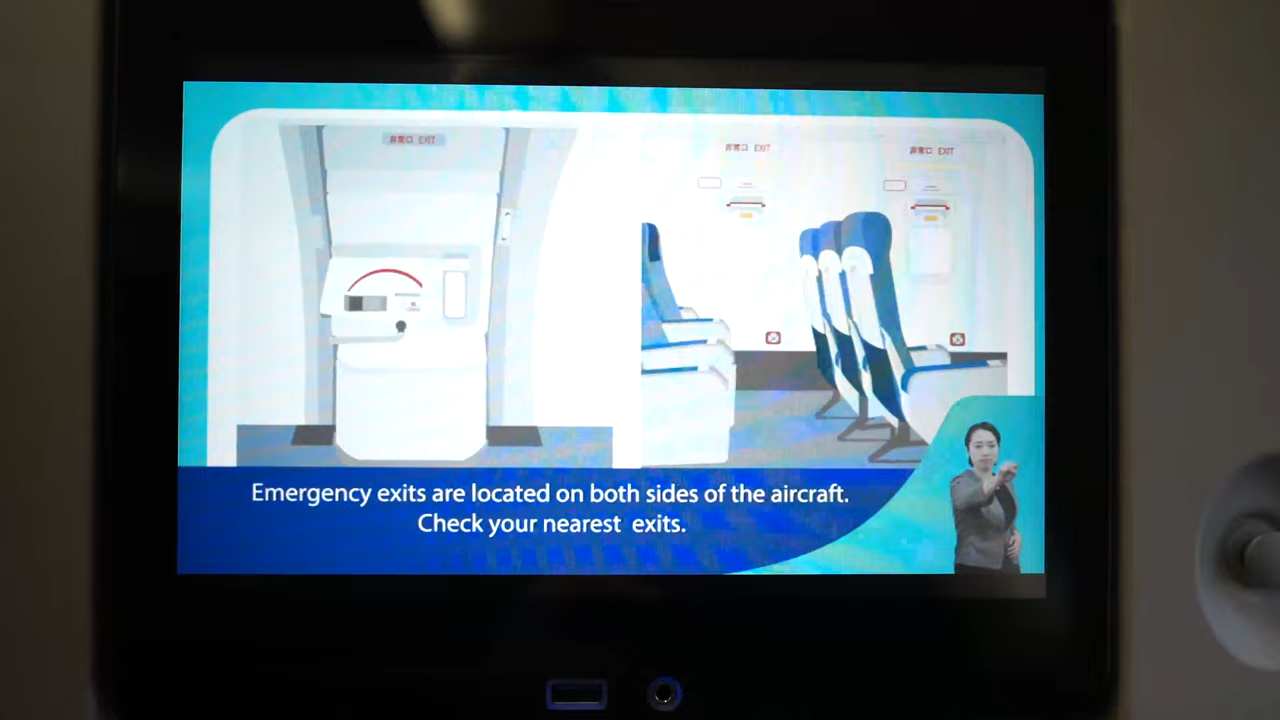 非常口 EXIT
非常口 EXIT
非常口 EXIT
Emergency exits are located on both sides of the aircraft.
Check your nearest exits.